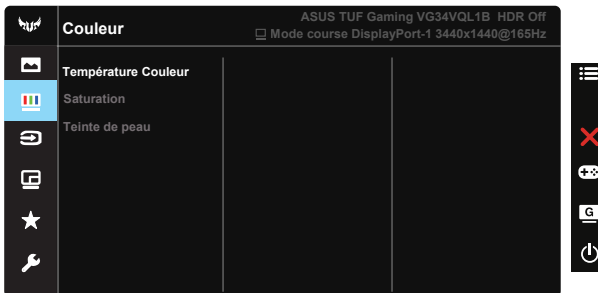 Couleur
ASUS TUF Gaming VG34VQL1B HDR Off
Mode course DisplayPort-1 3440x1440@165Hz
Température Couleur
Saturation
Teinte de peau
G